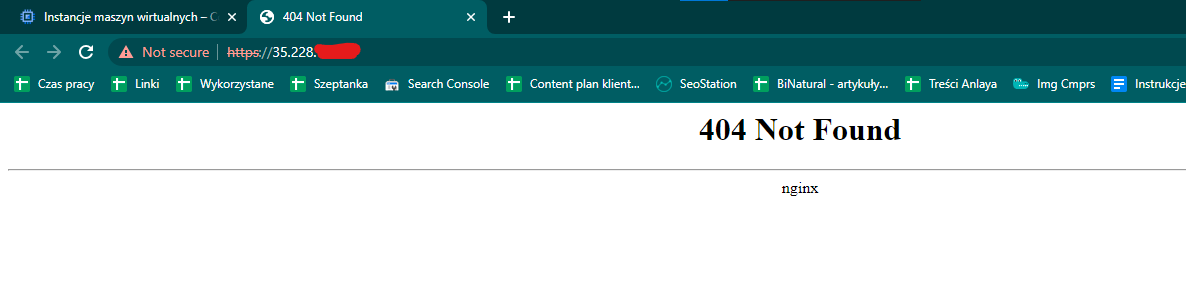 Instancje maszyn wirtualnych – 404 Not Found
Not secure https://35.228.
Czas pracy Linki Wykorzystane Szeptanka Search Console Content plan klient... SeoStation BiNatural - artykuły... Treści Anlaya Img Cmprs Instrukcje
404 Not Found
nginx